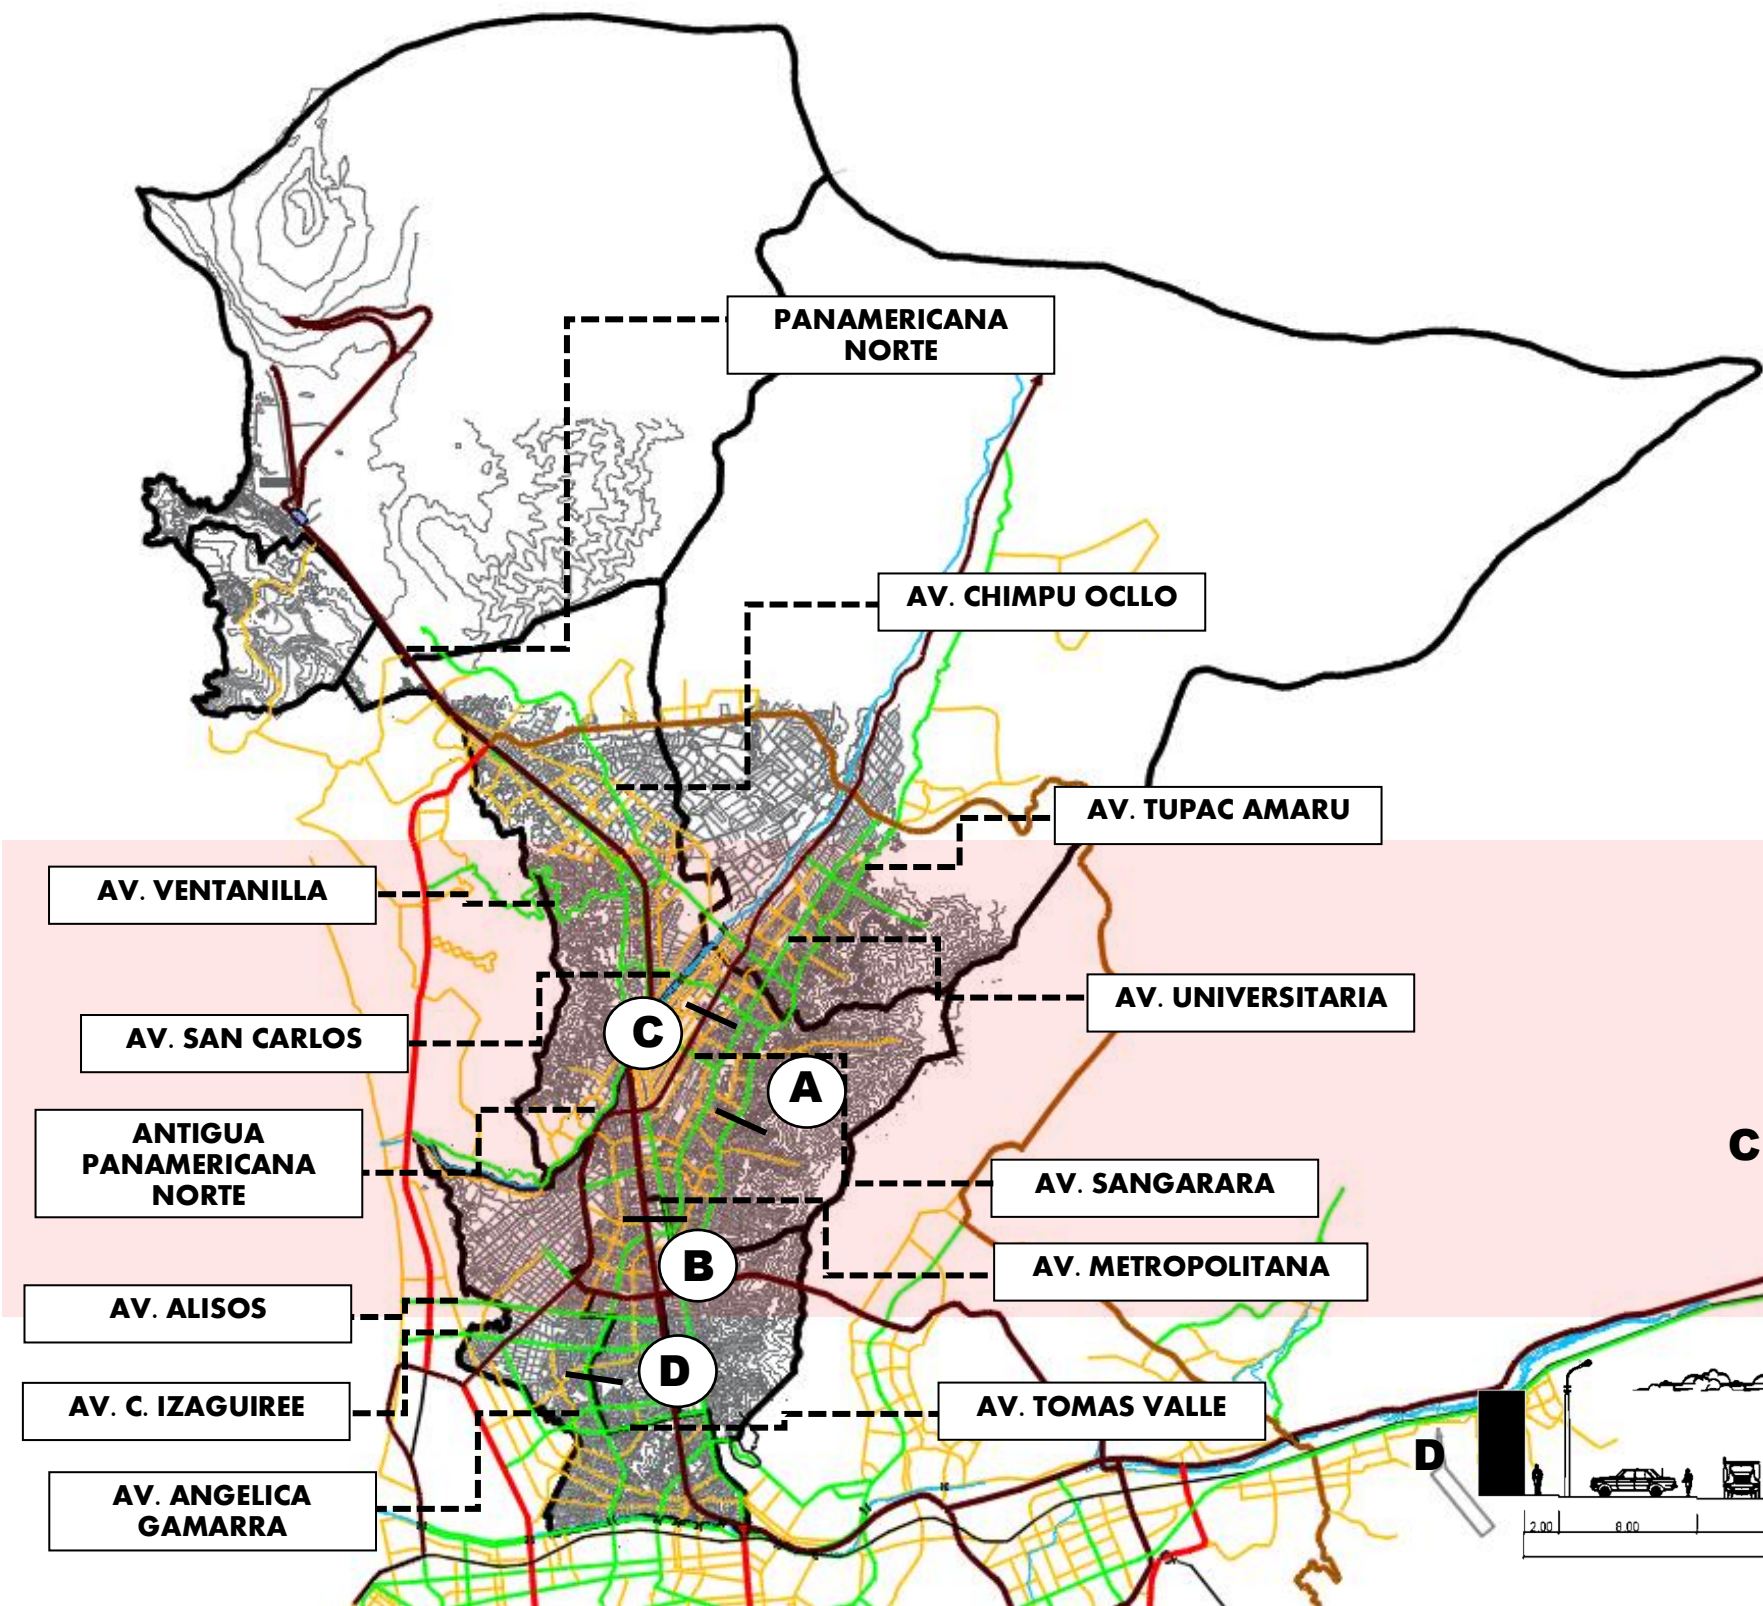 PANAMERICANA
NORTE
AV. CHIMPU OCLLO
AV. TUPAC AMARU
AV. VENTANILLA
AV. UNIVERSITARIA
AV. SAN CARLOS
C
A
ANTIGUA
PANAMERICANA
NORTE
C
AV. SANGARARA
B
AV. METROPOLITANA
AV. ALISOS
D
AV. C. IZAGUIREE
AV. TOMAS VALLE
D
AV. ANGELICA
GAMARRA
2.00
8.00